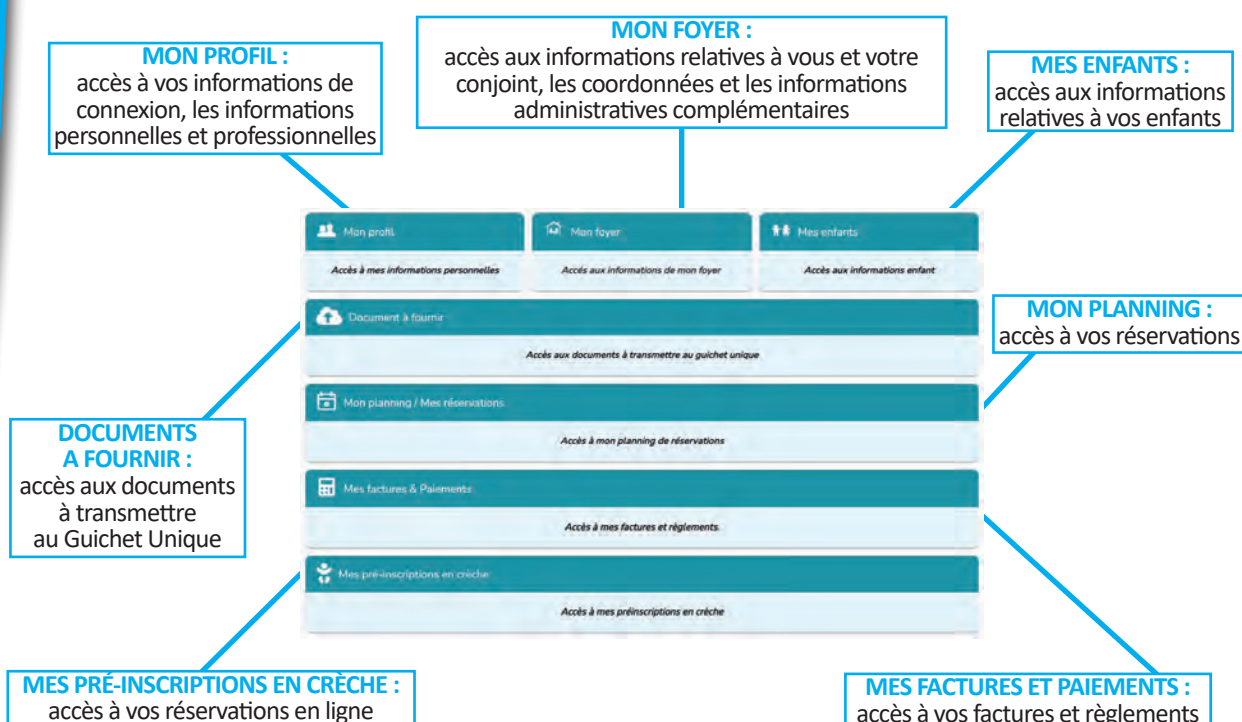 MON PROFIL :
accès à vos informations de
connexion, les informations
personnelles et professionnelles
MON FOYER :
accès aux informations relatives à vous et votre
conjoint, les coordonnées et les informations
administratives complémentaires
MES ENFANTS :
accès aux informations
relatives à vos enfants
Mon profil
Mon foyer
Mes enfants
Accès à mes informations personnelles
Accès aux informations de mon foyer
Accès aux informations enfant
Document à fournir
Accès aux documents à transmettre au guichet unique
MON PLANNING :
accès à vos réservations
Mon planning / Mes réservations
Accès à mon planning de réservations
DOCUMENTS
A FOURNIR :
accès aux documents
à transmettre
au Guichet Unique
Mes factures & Paiements
Accès à mes factures et règlements
Mes pré-inscriptions en crèche
Accès à mes préinscriptions en crèche
MES PRÉ-INSCRIPTIONS EN CRÈCHE :
accès à vos réservations en ligne
MES FACTURES ET PAIEMENTS :
accès à vos factures et règlements